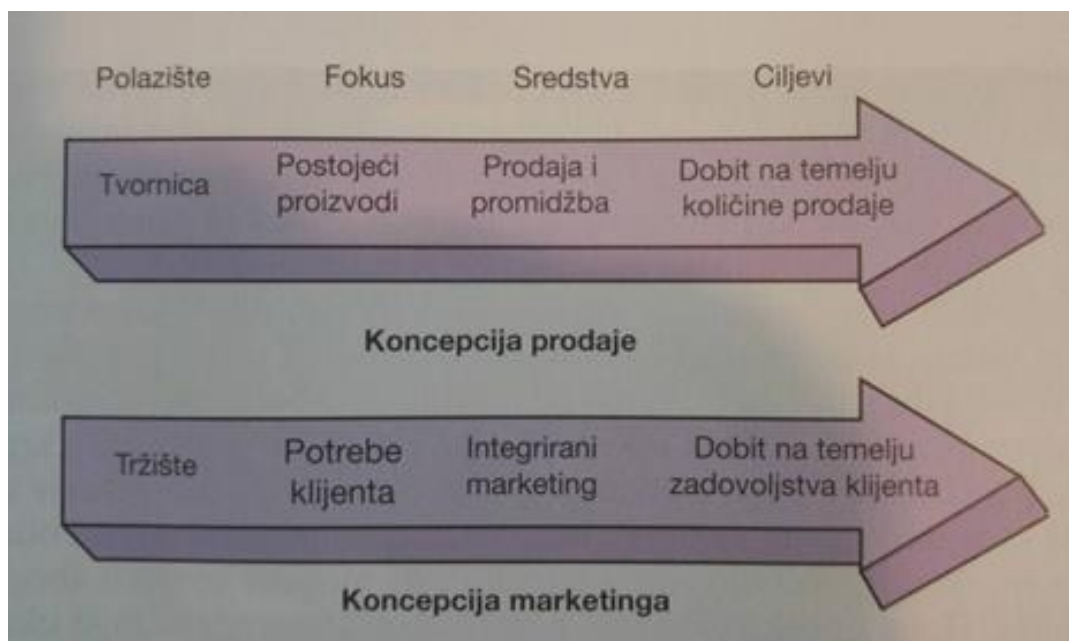 Polazište Fokus Sredstva Ciljevi
Tvornica
Postojeći
proizvodi
Prodaja i
promidžba
Dobit na temelju
količine prodaje
Koncepcija prodaje
Tržište
Potrebe
klijenta
Integrirani
marketing
Dobit na temelju
zadovoljstva klijenta
Koncepcija marketinga